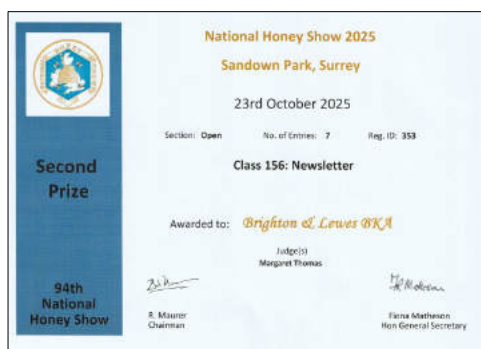 National Honey Show 2025
Sandown Park, Surrey
23rd October 2025
Section: Open No. of Entries: 7 Reg. ID: 353
Second
Prize
Class 156: Newsletter
Awarded to: Brighton & Lewes BKA
Judge(s)
Margaret Thomas
94th
National
Honey Show
R. Maurer
Chairman
Fiona Matheson
Hon General Secretary